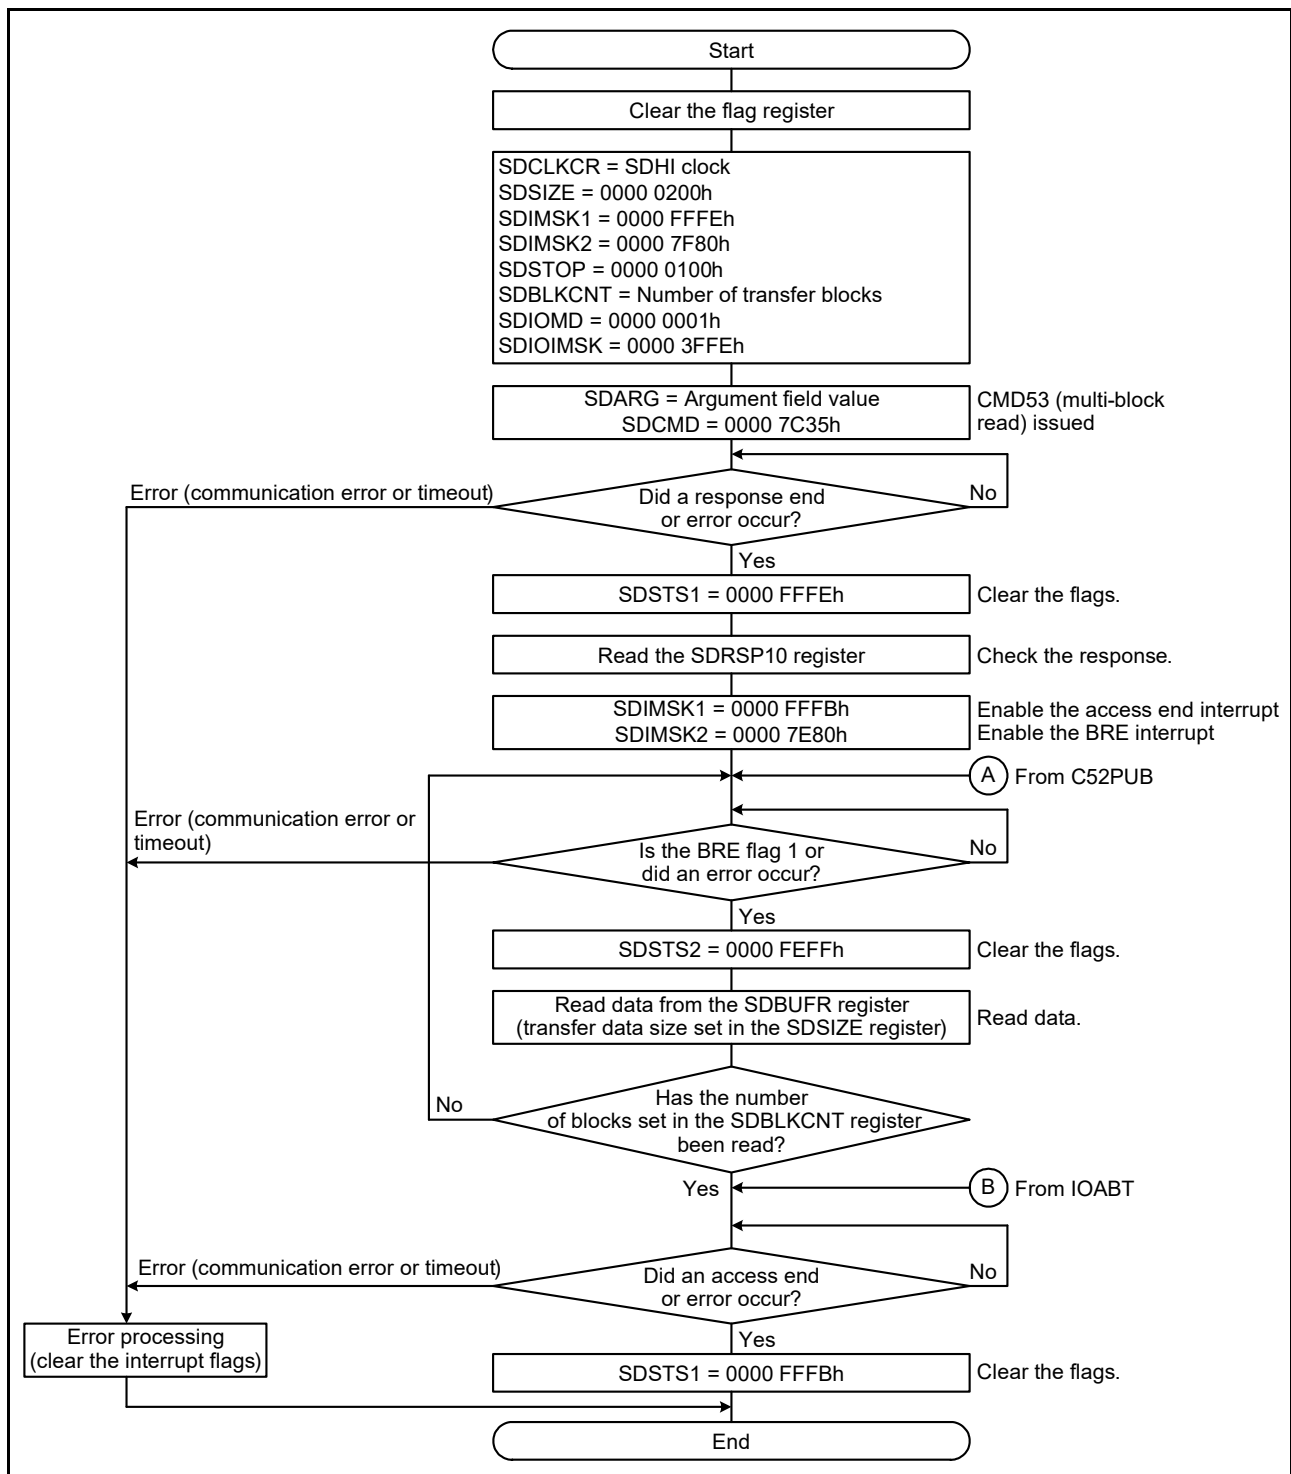 Start
Clear the flag register
SDCLKCR = SDHI clock
SDSIZE = 0000 0200h
SDIMSK1 = 0000 FFFEh
SDIMSK2 = 0000 7F80h
SDSTOP = 0000 0100h
SDBLKCNT = Number of transfer blocks
SDIOMD = 0000 0001h
SDIOIMSK = 0000 3FFEh
SDARG = Argument field value
SDCMD = 0000 7C35h
CMD53 (multi-block
read) issued
Error (communication error or timeout)
Did a response end
or error occur?
No
Yes
SDSTS1 = 0000 FFFEh
Clear the flags.
Read the SDRSP10 register
Check the response.
SDIMSK1 = 0000 FFFBh
SDIMSK2 = 0000 7E80h
Enable the access end interrupt
Enable the BRE interrupt
A
From C52PUB
Error (communication error or
timeout)
Is the BRE flag 1 or
did an error occur?
No
Yes
SDSTS2 = 0000 FEFFh
Clear the flags.
Read data from the SDBUFR register
(transfer data size set in the SDSIZE register)
Read data.
No
Has the number
of blocks set in the SDBLKCNT register
been read?
Yes
B
From IOABT
Error (communication error or timeout)
Did an access end
or error occur?
No
Yes
Error processing
(clear the interrupt flags)
SDSTS1 = 0000 FFFBh
Clear the flags.
End